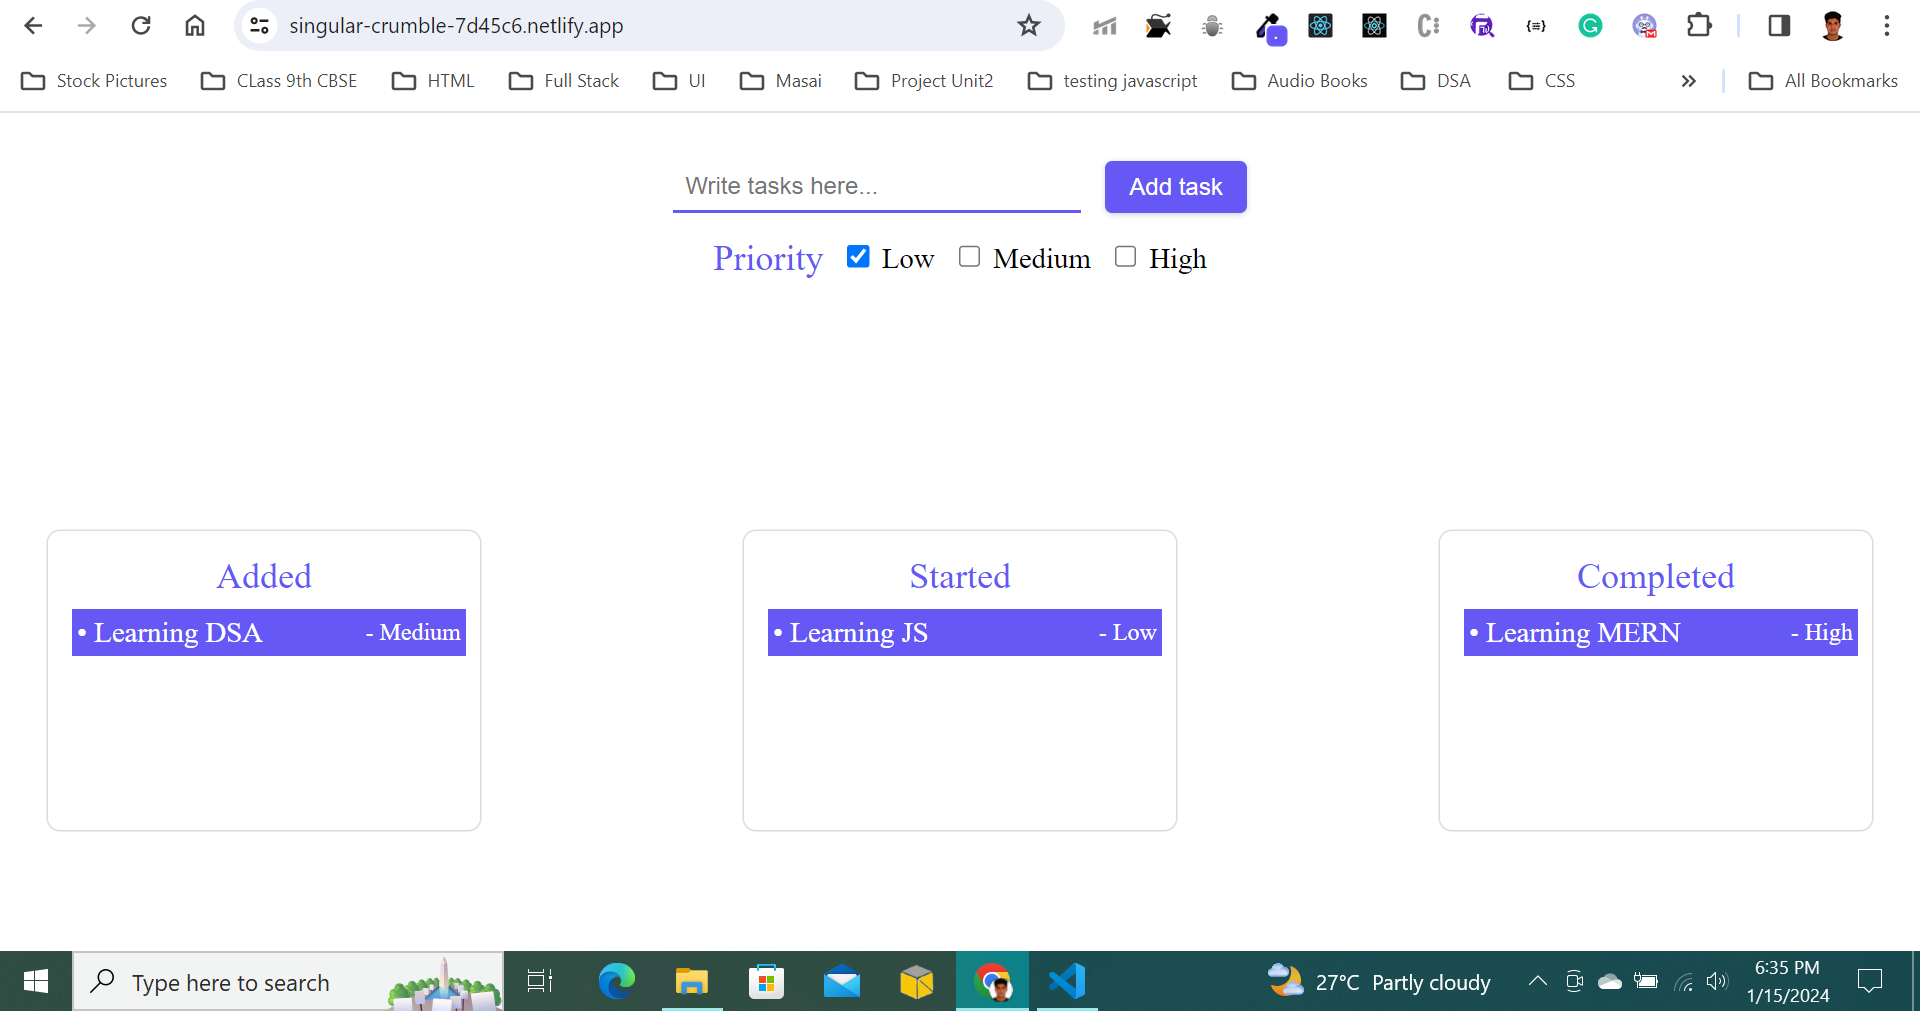 singular-crumble-7d45c6.netlify.app
Stock Pictures CLass 9th CBSE HTML Full Stack UI Masai Project Unit2 testing javascript Audio Books DSA CSS » All Bookmarks
Write tasks here... Add task
Priority Low Medium High
Added
• Learning DSA - Medium
Started
• Learning JS - Low
Completed
• Learning MERN - High
Type here to search
27°C Partly cloudy
6:35 PM
1/15/2024